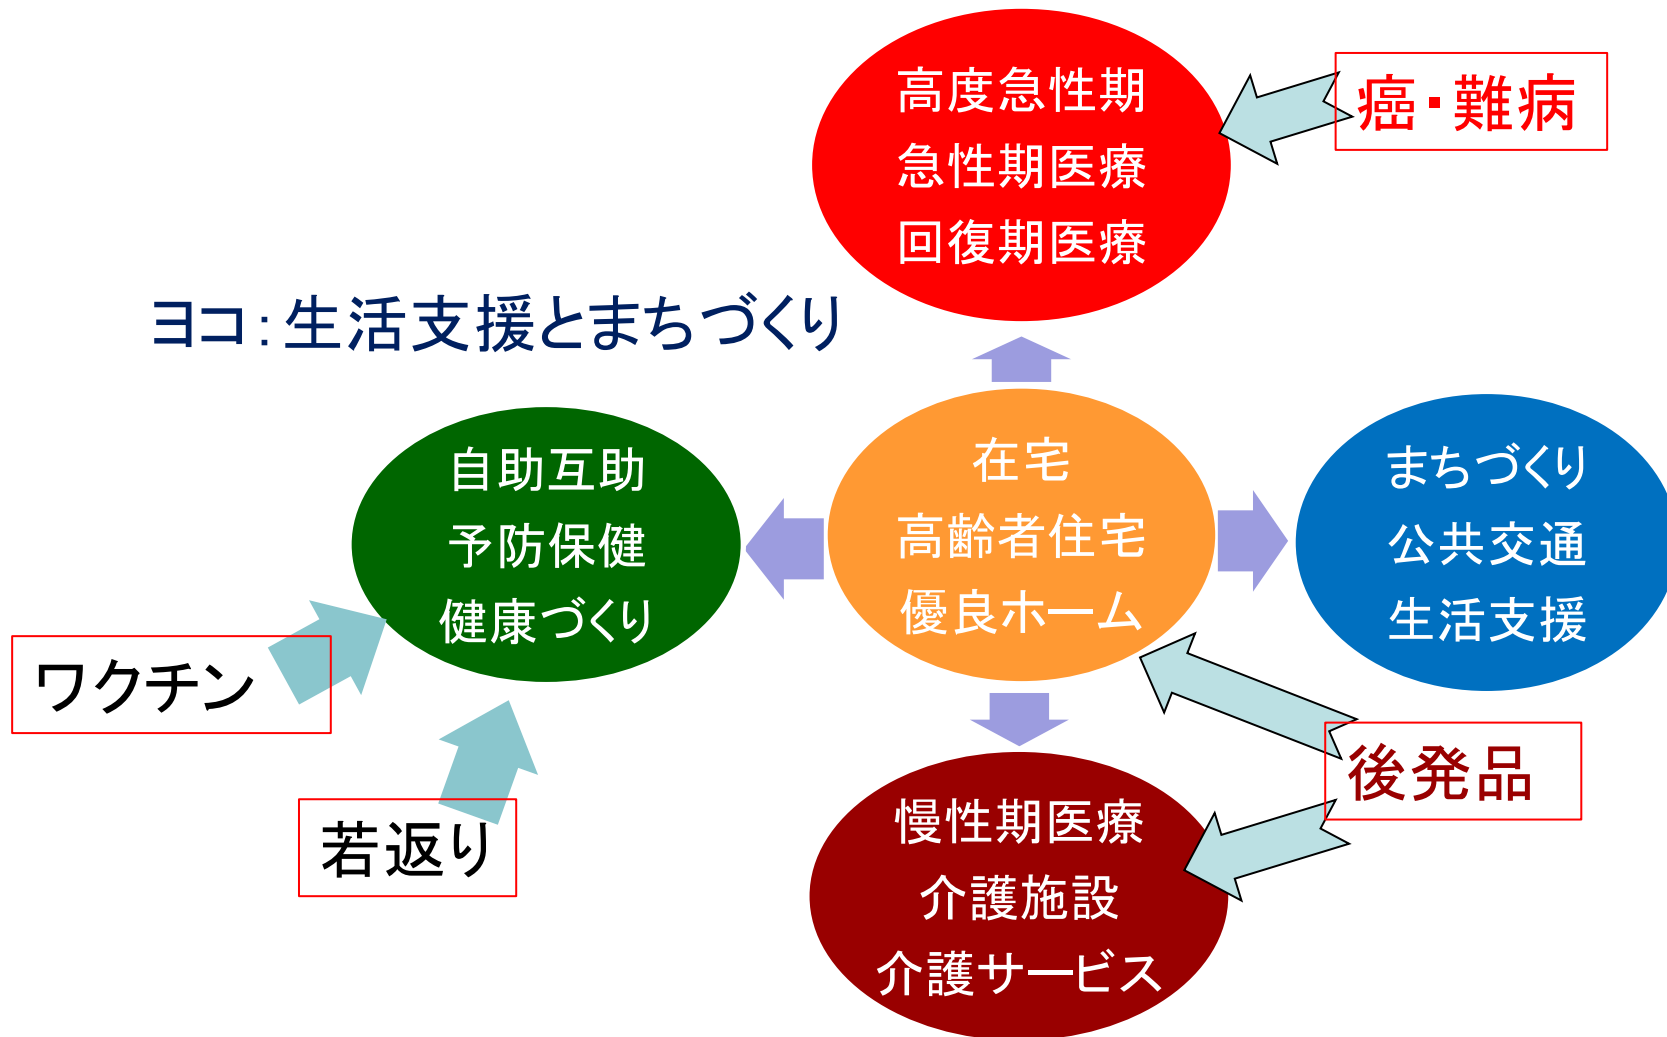 高度急性期
急性期医療
回復期医療
癌・難病
ヨコ：生活支援とまちづくり
自助互助
予防保健
健康づくり
在宅
高齢者住宅
優良ホーム
まちづくり
公共交通
生活支援
ワクチン
若返り
後発品
慢性期医療
介護施設
介護サービス